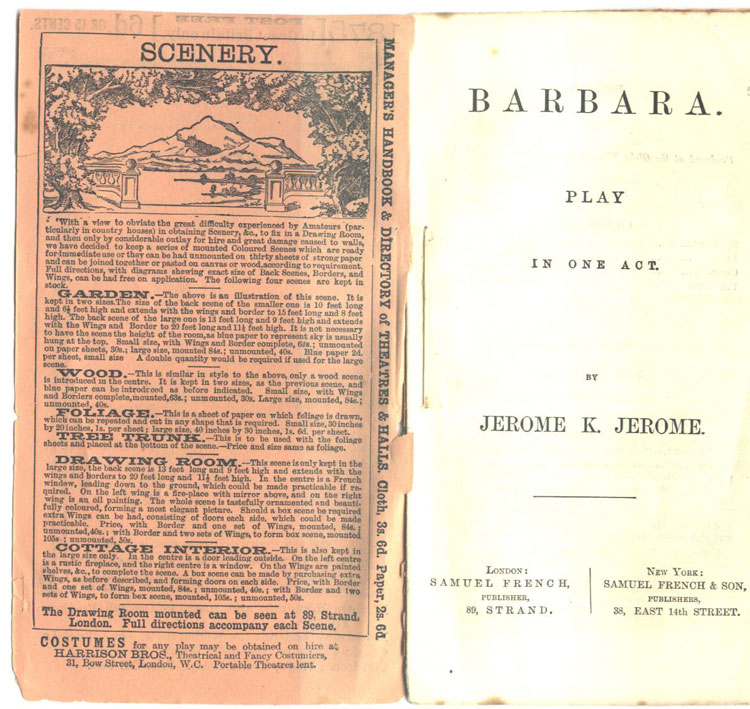 SCENERY.
"With a view to obviate the great difficulty experienced by Amateurs (par-
ticularly in country houses) in obtaining Scenery, &c., to fix in a Drawing Room,
and then only by considerable outlay for hire and great damage caused to walls,
we have decided to keep a series of mounted Coloured Scenes which are ready
for immediate use or they can be had unmounted on thirty sheets of strong paper
and can be joined together or pasted on canvas or wood, according to requirement.
Full directions, with diagrams shewing exact size of Back Scenes, Borders, and
Wings, can be had free on application. The following four scenes are kept in
stock.
GARDEN.—The above is an illustration of this scene. It is
kept in two sizes. The size of the back scene of the smaller one is 10 feet long
and 6½ feet high and extends with the wings and border to 15 feet long and 8 feet
high. The back scene of the large one is 13 feet long and 9 feet high and extends
with the Wings and Border to 20 feet long and 11½ feet high. It is not necessary
to have the scene the height of the room, as blue paper to represent sky is usually
hung at the top. Small size, with Wings and Border complete, 63s.; unmounted
on paper sheets, 30s.; large size, mounted 84s.; unmounted, 40s. Blue paper 2d.
per sheet, small size A double quantity would be required if used for the large
scene.
WOOD.—This is similar in style to the above, only a wood scene
is introduced in the centre. It is kept in two sizes, as the previous scene, and
blue paper can be introdrced as before indicated. Small size, with Wings
and Borders complete, mounted, 63s.; unmounted, 30s. Large size, mounted, 84s.;
unmounted, 40s.
FOLIAGE.—This is a sheet of paper on which foliage is drawn,
which can be repeated and cut in any shape that is required. Small size, 30 inches
by 20 inches, 1s. per sheet; large size, 40 inches by 30 inches, 1s. 6d. per sheet.
TREE TRUNK.—This is to be used with the foliage
sheets and placed at the bottom of the scene.—Price and size same as foliage.
DRAWING ROOM.—This scene is only kept in the
large size, the back scene is 13 feet long and 9 feet high and extends with the
wings and borders to 20 feet long and 11½ feet high. In the centre is a French
window, leading down to the ground, which could be made practicable if re-
quired. On the left wing is a fire-place with mirror above, and on the right
wing is an oil painting. The whole scene is tastefully ornamented and beauti-
fully coloured, forming a most elegant picture. Should a box scene be required
extra Wings can be had, consisting of doors each side, which could be made
practicable. Price, with Border and one set of Wings, mounted, 84s.;
unmounted, 40s.; with Border and two sets of Wings, to form box scene, mounted
105s; unmounted, 50s.
COTTAGE INTERIOR.—This is also kept in
the large size only. In the centre is a door leading outside. On the left centre
is a rustic fireplace, and the right centre is a window. On the Wings are painted
shelves, &c., to complete the scene. A box scene can be made by purchasing extra
Wings, as before described, and forming doors on each side. Price, with Border
and one set of Wings, mounted, 84s.; unmounted, 40s.; with Border and two
sets of Wings, to form box scene, mounted, 105s.; unmounted, 50s.
The Drawing Room mounted can be seen at 89, Strand,
London. Full directions accompany each Scene.
COSTUMES for any play may be obtained on hire at
HARRISON BROS., Theatrical and Fancy Costumiers,
31, Bow Street, London, W.C. Portable Theatres lent.
MANAGER'S HANDBOOK & DIRECTORY of THEATRES & HALLS. Cloth, 3s. 6d. Paper, 2s. 6d.
BARBARA.
PLAY
IN ONE ACT.
BY
JEROME K. JEROME.
LONDON:
SAMUEL FRENCH,
PUBLISHER,
89, STRAND.
NEW YORK:
SAMUEL FRENCH & SON,
PUBLISHERS,
38, EAST 14TH STREET.